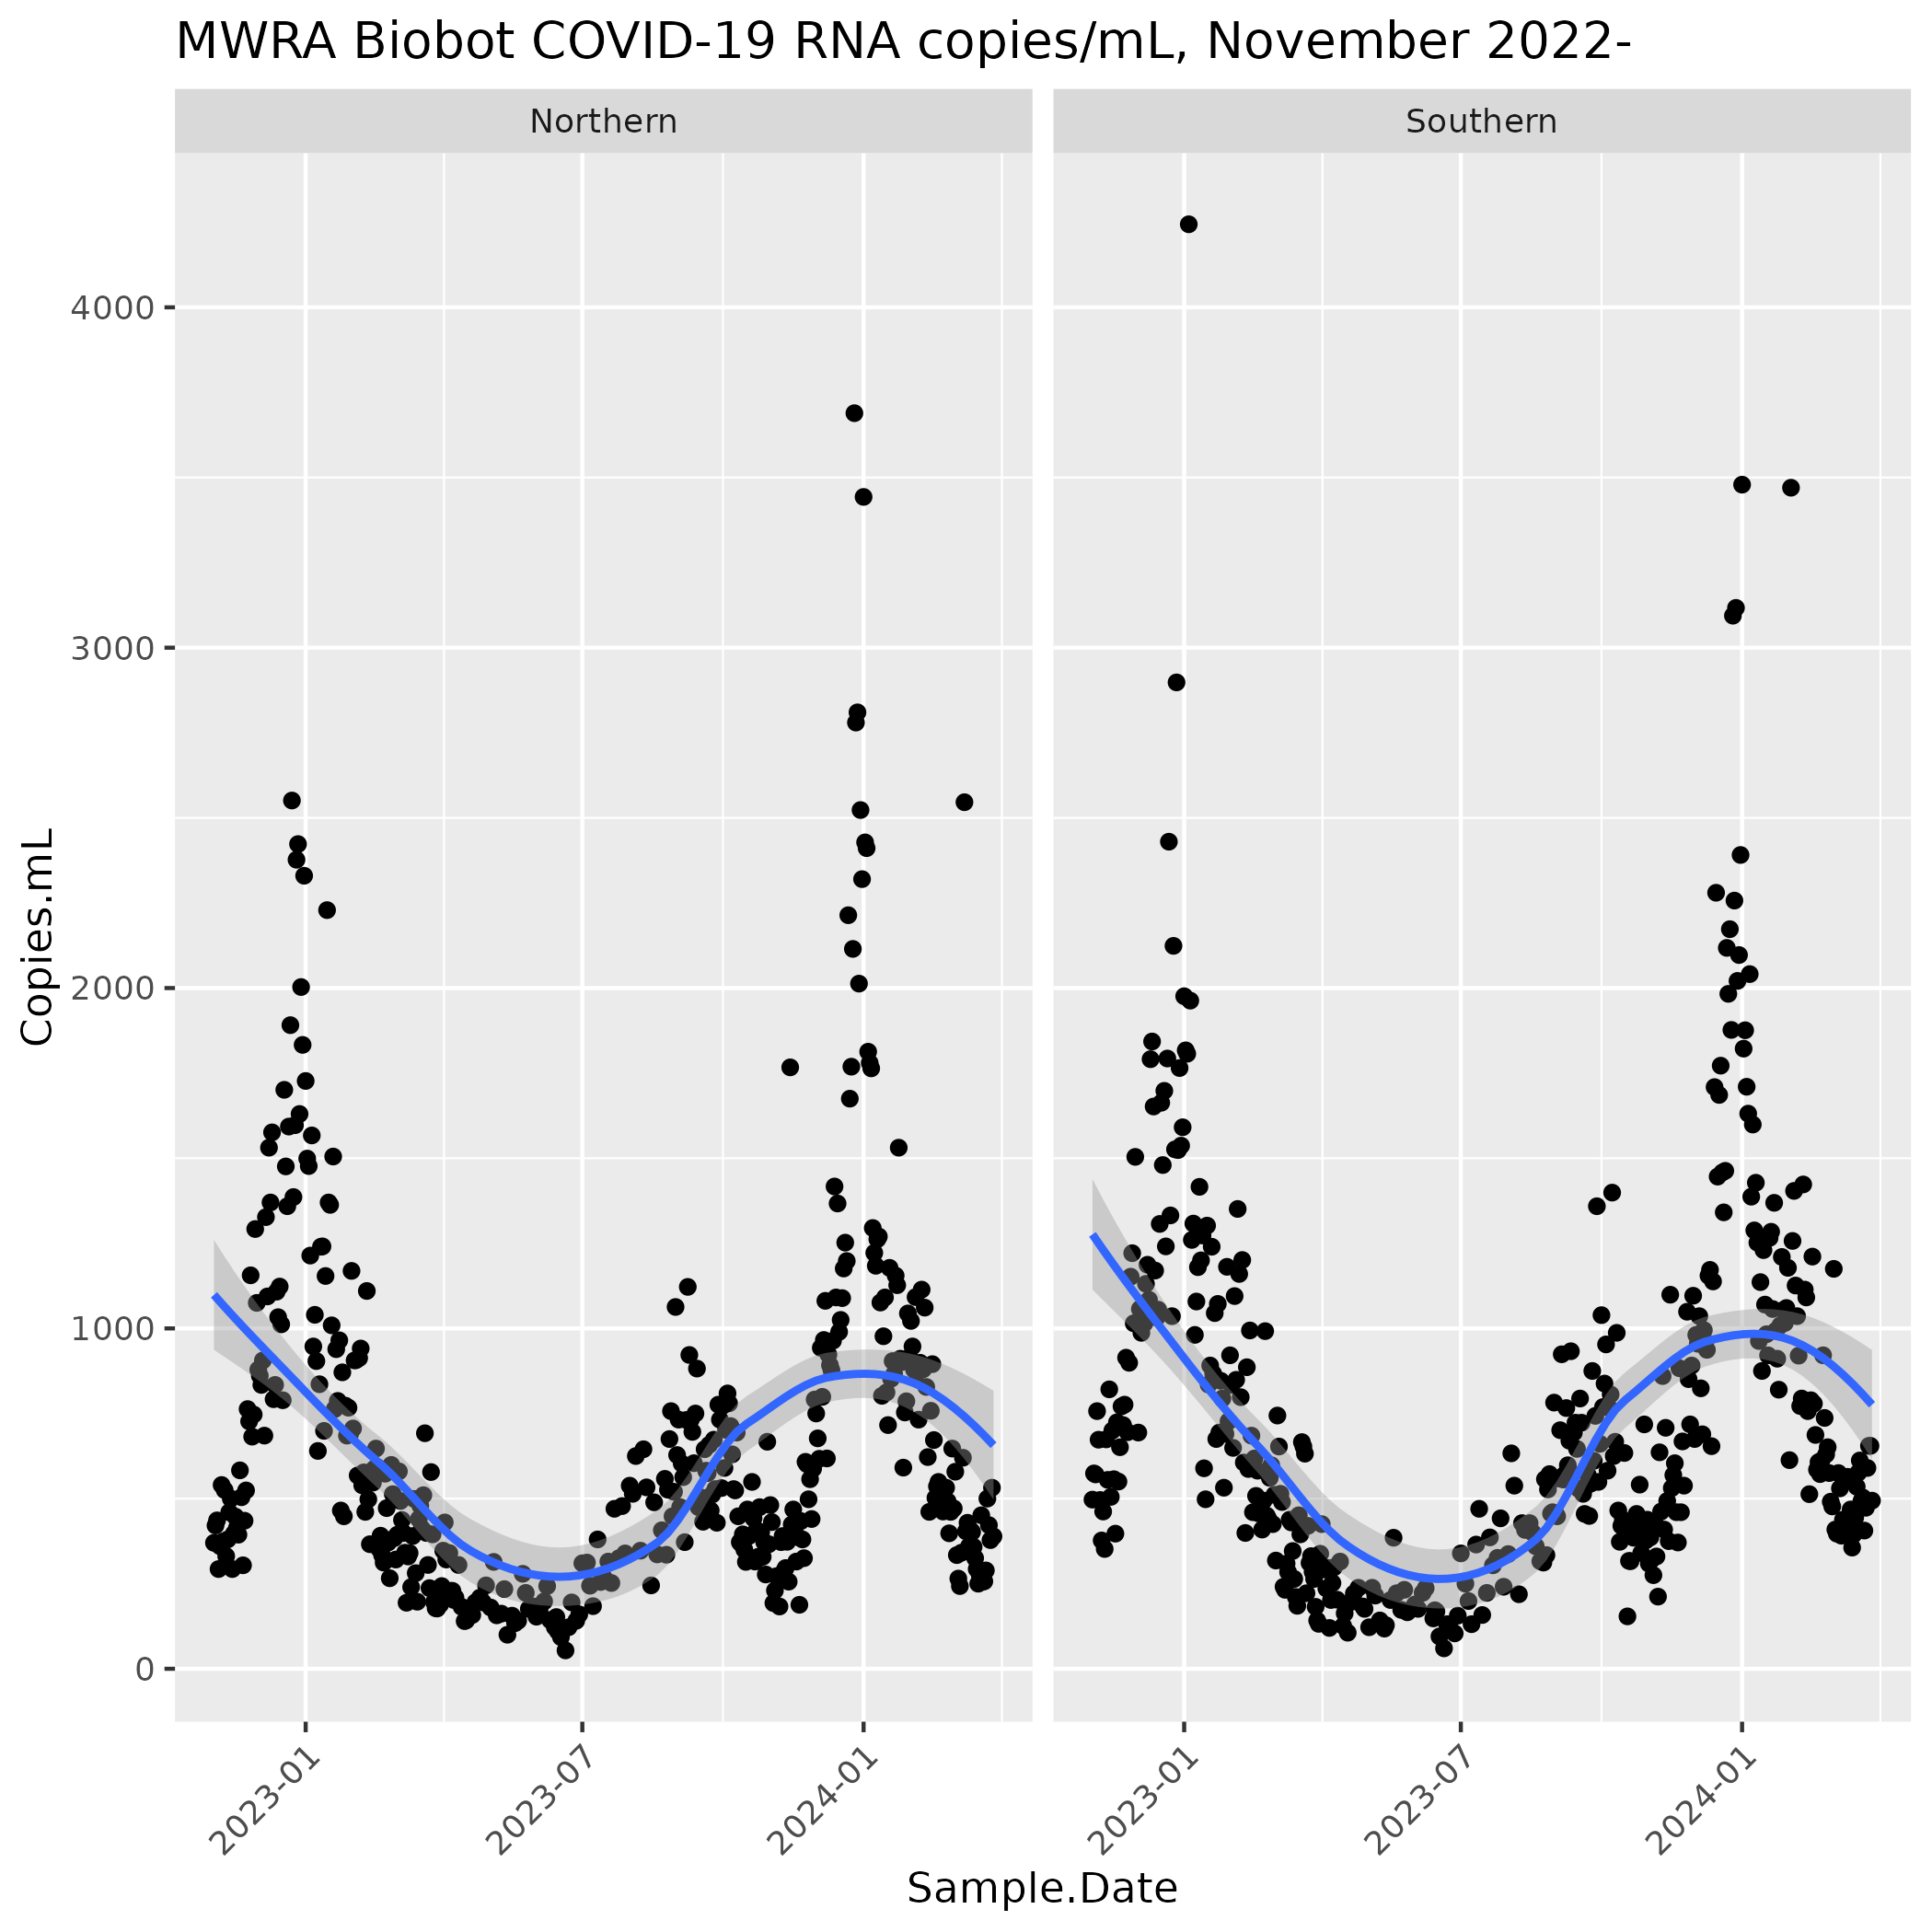 MWRA Biobot COVID-19 RNA copies/mL, November 2022-
Northern
Southern
Copies.mL
4000
3000
2000
1000
0
2023-01
2023-07
2024-01
2023-01
2023-07
2024-01
Sample.Date